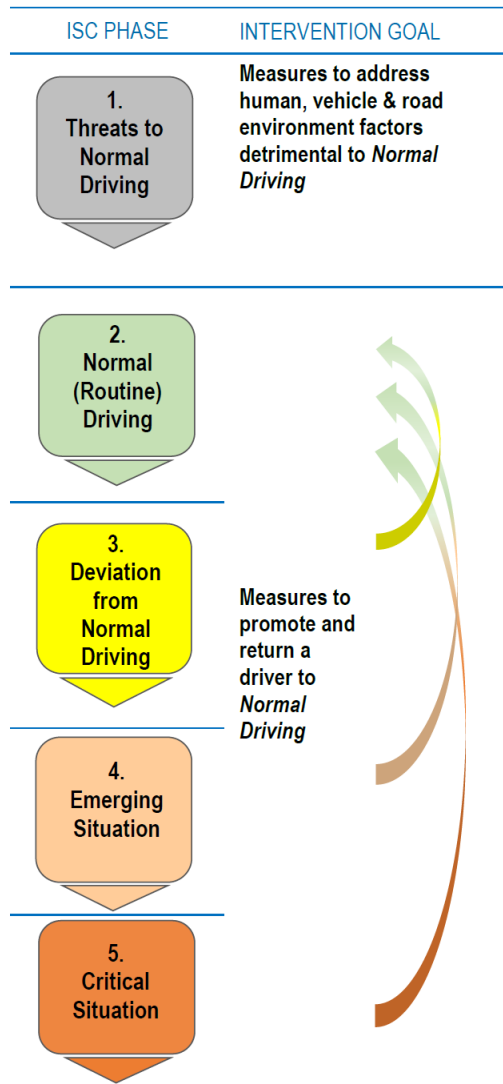 ISC PHASE
INTERVENTION GOAL
1.
Threats to
Normal
Driving
Measures to address
human, vehicle & road
environment factors
detrimental to Normal
Driving
2.
Normal
(Routine)
Driving
3.
Deviation
from
Normal
Driving
Measures to
promote and
return a
driver to
Normal
Driving
4.
Emerging
Situation
5.
Critical
Situation